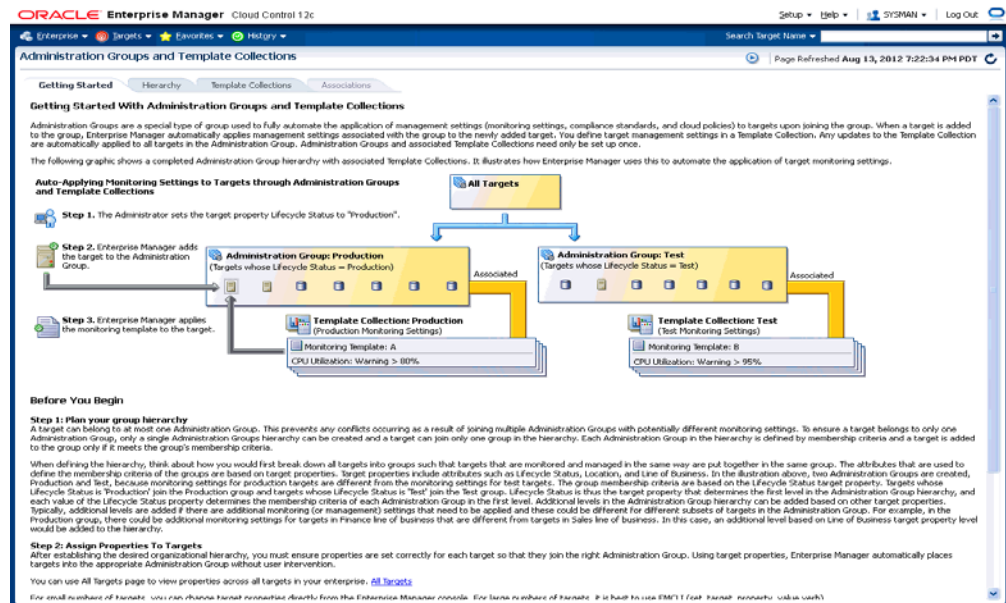 ORACLE Enterprise Manager Cloud Control 12c
Setup Help SYSMAN Log Out
Enterprise Targets Favorites History Search Target Name
Administration Groups and Template Collections
Page Refreshed Aug 13, 2012 7:22:34 PM PDT
Getting Started Hierarchy Template Collections Associations
Getting Started With Administration Groups and Template Collections
Administration Groups are a special type of group used to fully automate the application of management settings (monitoring settings, compliance standards, and cloud policies) to targets upon joining the group. When a target is added
to the group, Enterprise Manager automatically applies management settings associated with the group to the newly added target. You define target management settings in a Template Collection. Any updates to the Template Collection
are automatically applied to all targets in the Administration Group. Administration Groups and associated Template Collections need only be set up once.
The following graphic shows a completed Administration Group hierarchy with associated Template Collections. It illustrates how Enterprise Manager uses this to automate the application of target monitoring settings.
Auto-Applying Monitoring Settings to Targets through Administration Groups
and Template Collections
All Targets
Step 1. The Administrator sets the target property Lifecycle Status to "Production".
Step 2. Enterprise Manager adds
the target to the Administration
Group.
Administration Group: Production
(Targets whose Lifecycle Status = Production)
Associated
Administration Group: Test
(Targets whose Lifecycle Status = Test)
Associated
Step 3. Enterprise Manager applies
the monitoring template to the target.
Template Collection: Production
(Production Monitoring Settings)
Monitoring Template: A
CPU Utilization: Warning > 80%
Template Collection: Test
(Test Monitoring Settings)
Monitoring Template: B
CPU Utilization: Warning > 95%
Before You Begin
Step 1: Plan your group hierarchy
A target can belong to at most one Administration Group. This prevents any conflicts occurring as a result of joining multiple Administration Groups with potentially different monitoring settings. To ensure a target belongs to only one
Administration Group, only a single Administration Groups hierarchy can be created and a target can join only one group in the hierarchy. Each Administration Group in the hierarchy is defined by membership criteria and a target is added
to the group only if it meets the group's membership criteria.
When defining the hierarchy, think about how you would first break down all targets into groups such that targets that are monitored and managed in the same way are put together in the same group. The attributes that are used to
define the membership criteria of the groups are based on target properties. Target properties include attributes such as Lifecycle Status, Location, and Line of Business. In the illustration above, two Administration Groups are created,
Production and Test, because monitoring settings for production targets are different from the monitoring settings for test targets. The group membership criteria are based on the Lifecycle Status target property. Targets whose
Lifecycle Status is "Production" join the Production group and targets whose Lifecycle Status is "Test" join the Test group. Lifecycle Status is thus the target property that determines the first level in the Administration Group hierarchy, and
each value of the Lifecycle Status property determines the membership criteria of each Administration Group in the first level. Additional levels in the Administration Group hierarchy can be added based on other target properties.
Typically, additional levels are added if there are additional monitoring (or management) settings that need to be applied and these could be different for different subsets of targets in the Administration Group. For example, in the
Production group, there could be additional monitoring settings for targets in Finance line of business that are different from targets in Sales line of business. In this case, an additional level based on Line of Business target property level
would be added to the hierarchy.
Step 2: Assign Properties To Targets
After establishing the desired organizational hierarchy, you must ensure properties are set correctly for each target so that they join the right Administration Group. Using target properties, Enterprise Manager automatically places
targets into the appropriate Administration Group without user intervention.
You can use All Targets page to view properties across all targets in your enterprise. All Targets
For small numbers of targets, you can change target properties directly from the Enterprise Manager console. For large numbers of targets, it is best to use EMCLI (set_target_property_value verb)